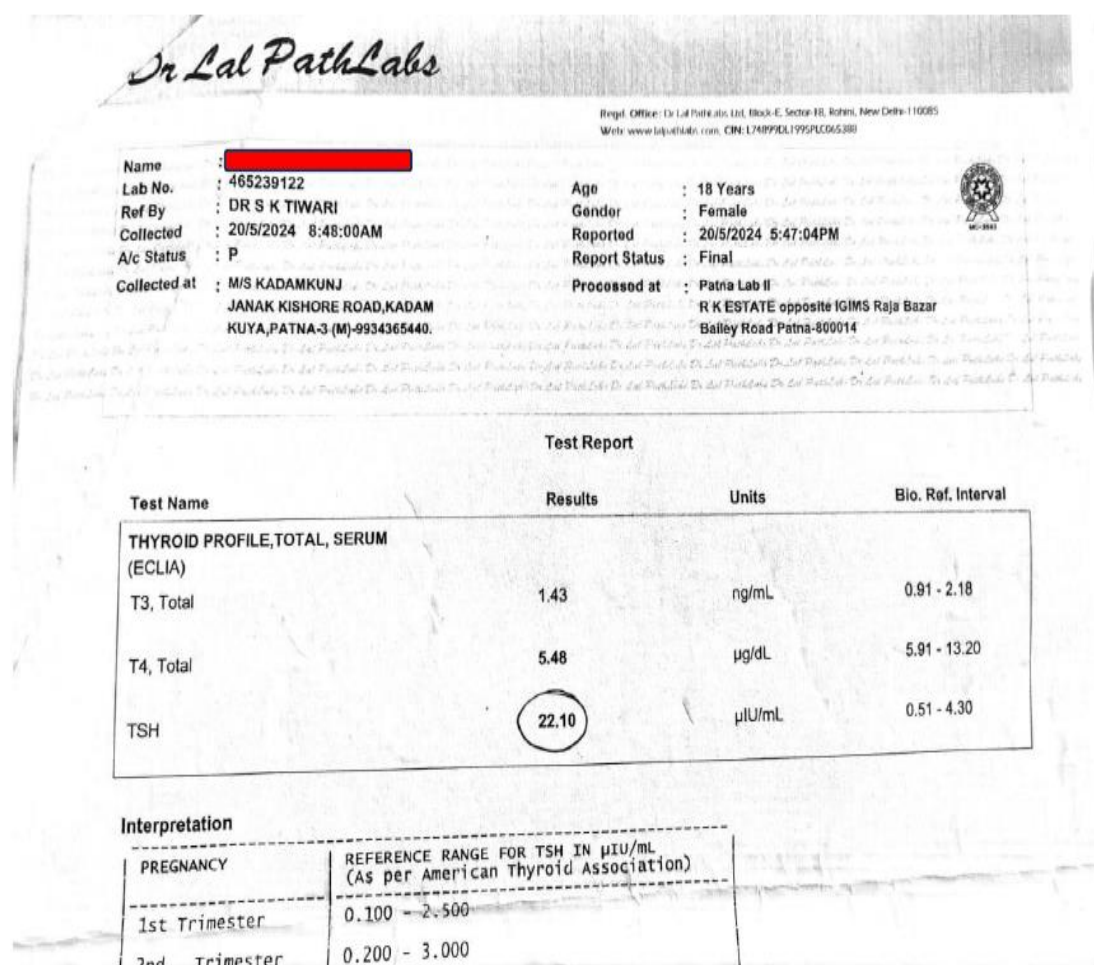 Dr Lal PathLabs
Regd. Office: Dr Lal PathLabs Ltd, Block-E, Sector-18, Rohini, New Delhi-110085
Web: www.lalpathlabs.com, CIN: L74899DL1995PLC065388
Name :
Lab No. : 465239122
Ref By : DR S K TIWARI
Collected : 20/5/2024 8:48:00AM
A/c Status : P
Collected at : M/S KADAMKUNJ
JANAK KISHORE ROAD,KADAM
KUYA,PATNA-3-(M)-9934365440.
Age : 18 Years
Gender : Female
Reported : 20/5/2024 5:47:04PM
Report Status : Final
Processed at : Patna Lab II
R K ESTATE opposite GIMS Raja Bazar
Bailey Road Patna-800014
Test Report
Test Name Results Units Bio. Ref. Interval
THYROID PROFILE,TOTAL, SERUM
(ECLIA)
T3, Total 1.43 ng/mL 0.91 - 2.18
T4, Total 5.48 µg/dL 5.91 - 13.20
TSH 22.10 µIU/mL 0.51 - 4.30
Interpretation
PREGNANCY REFERENCE RANGE FOR TSH IN µIU/mL
(As per American Thyroid Association)
1st Trimester 0.100 - 2.500
2nd Trimester 0.200 - 3.000